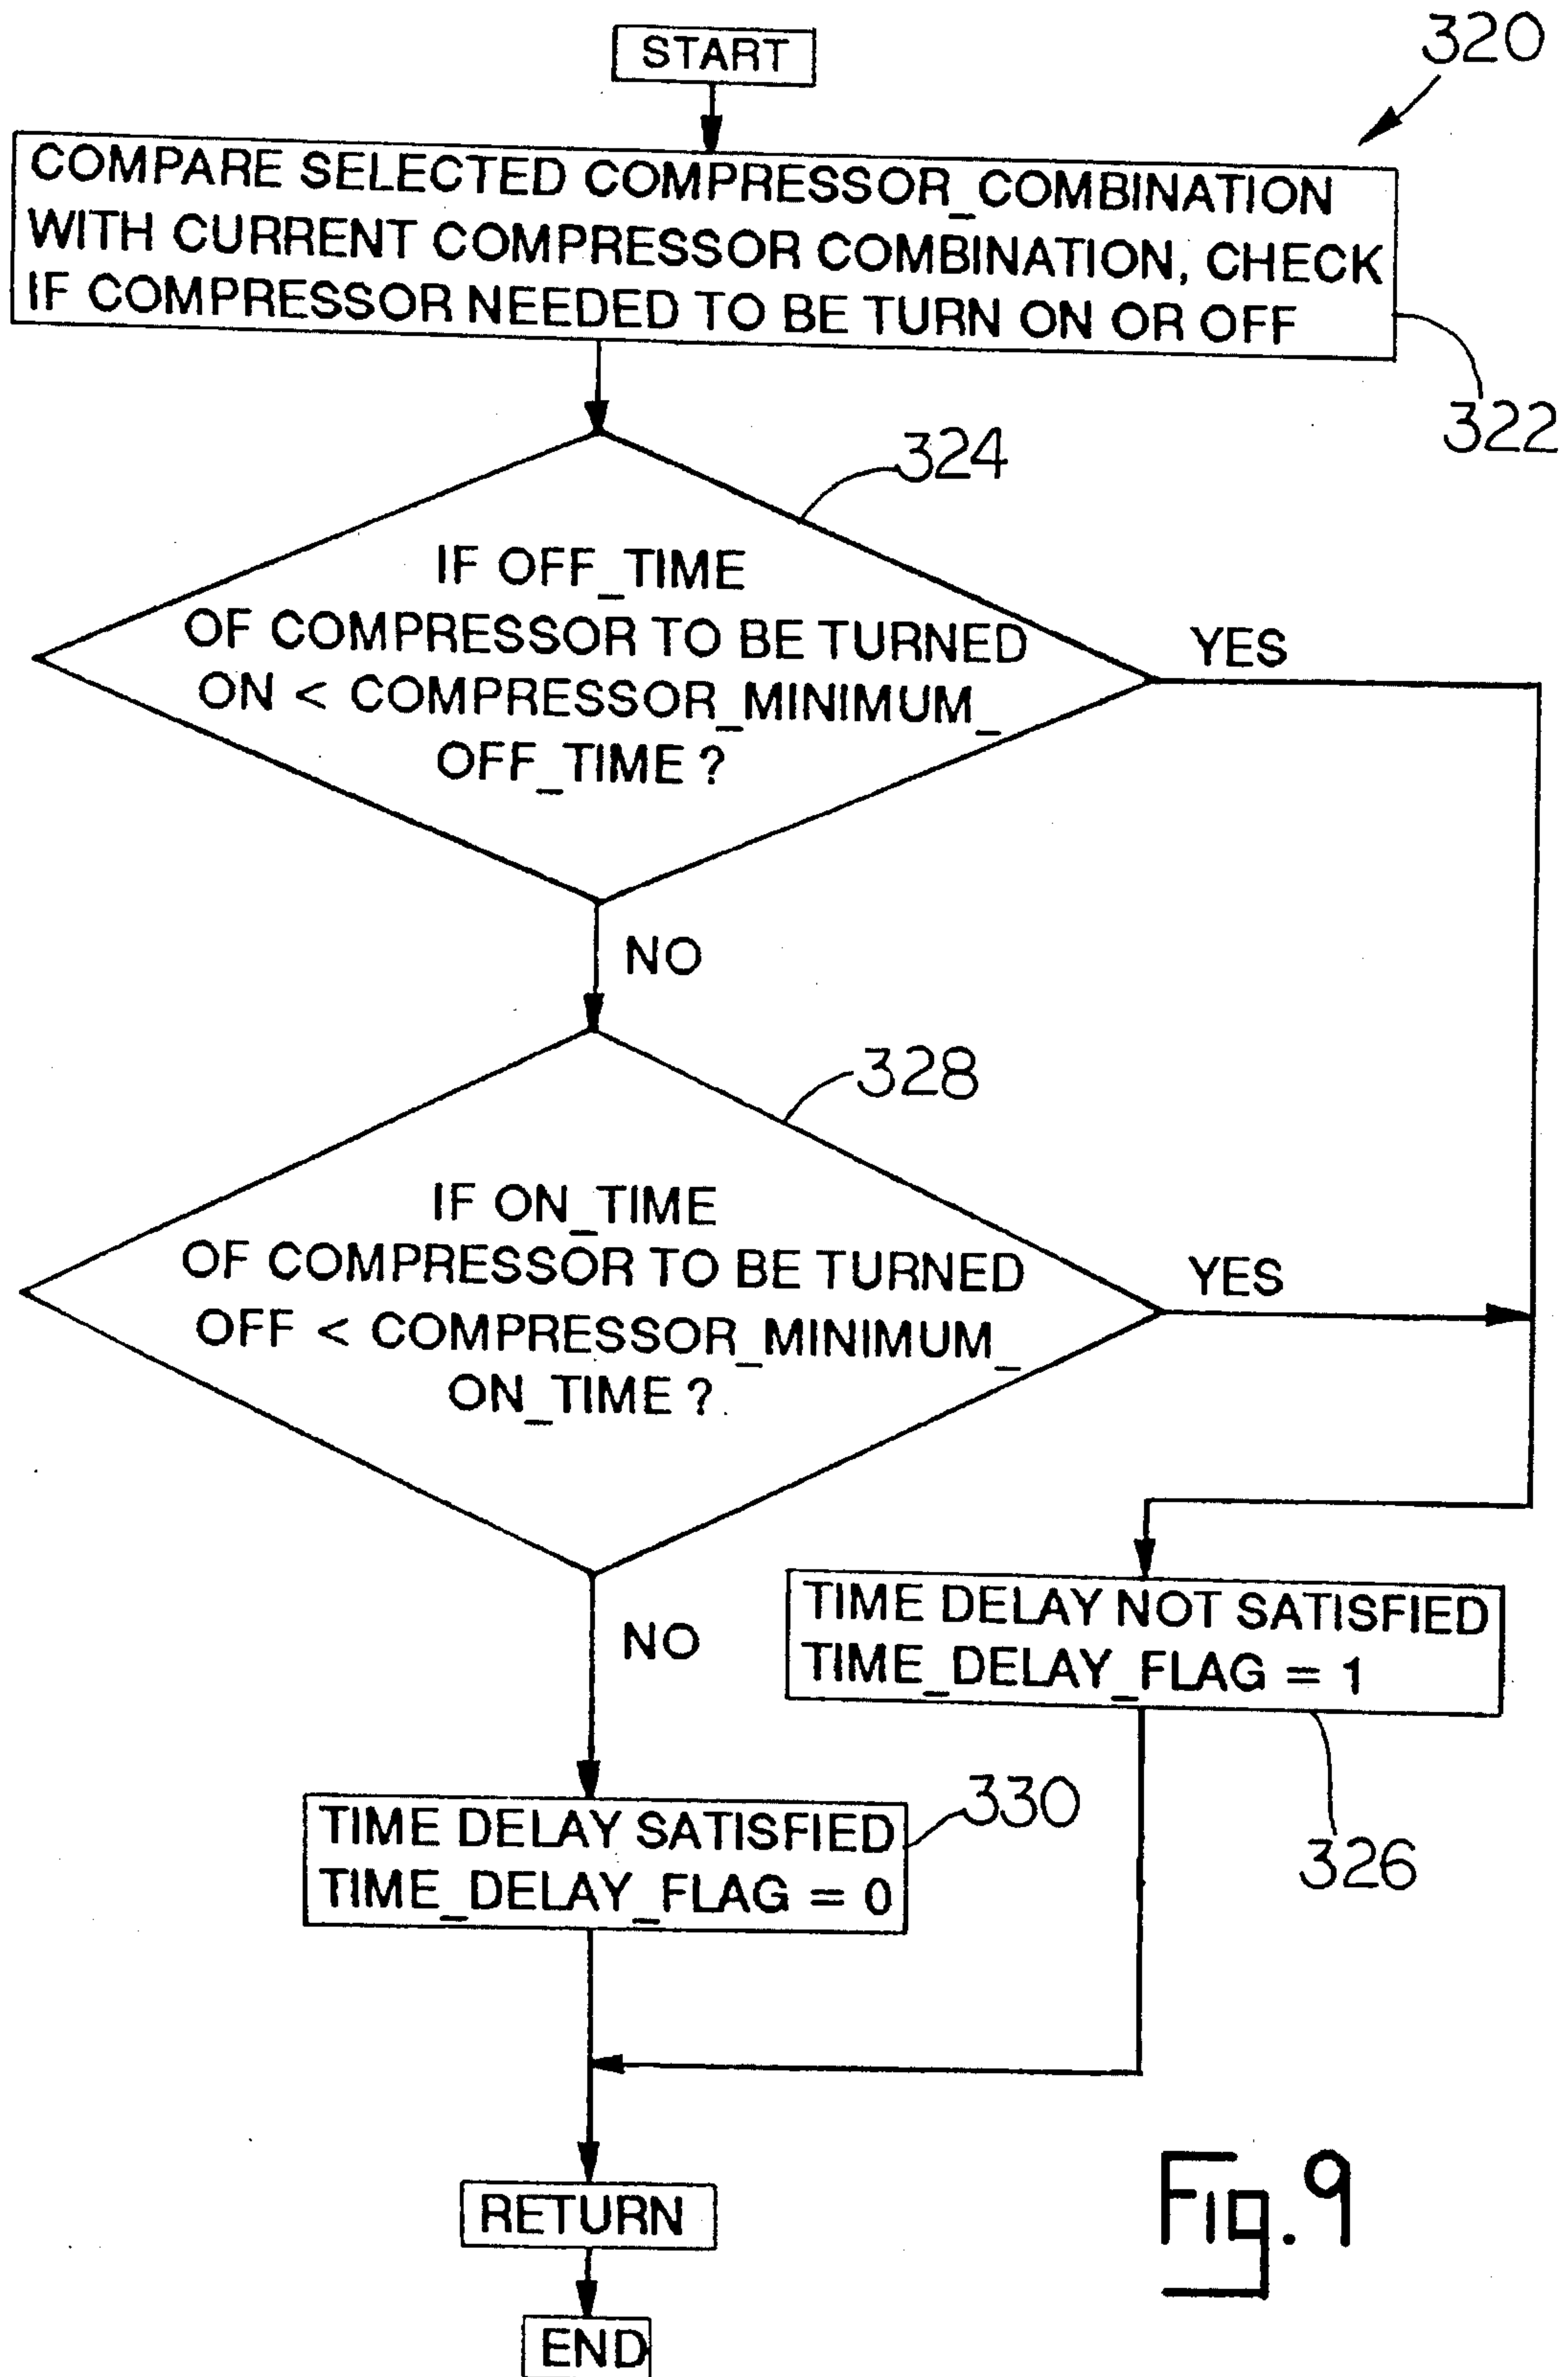 START
320
COMPARE SELECTED COMPRESSOR_COMBINATION
WITH CURRENT COMPRESSOR COMBINATION, CHECK
IF COMPRESSOR NEEDED TO BE TURN ON OR OFF
322
324
IF OFF_TIME
OF COMPRESSOR TO BE TURNED
ON < COMPRESSOR_MINIMUM_
OFF_TIME ?
YES
NO
328
IF ON_TIME
OF COMPRESSOR TO BE TURNED
OFF < COMPRESSOR_MINIMUM_
ON_TIME ?
YES
NO
TIME DELAY NOT SATISFIED
TIME_DELAY_FLAG = 1
326
TIME DELAY SATISFIED
TIME_DELAY_FLAG = 0
330
RETURN
END
Fig. 9